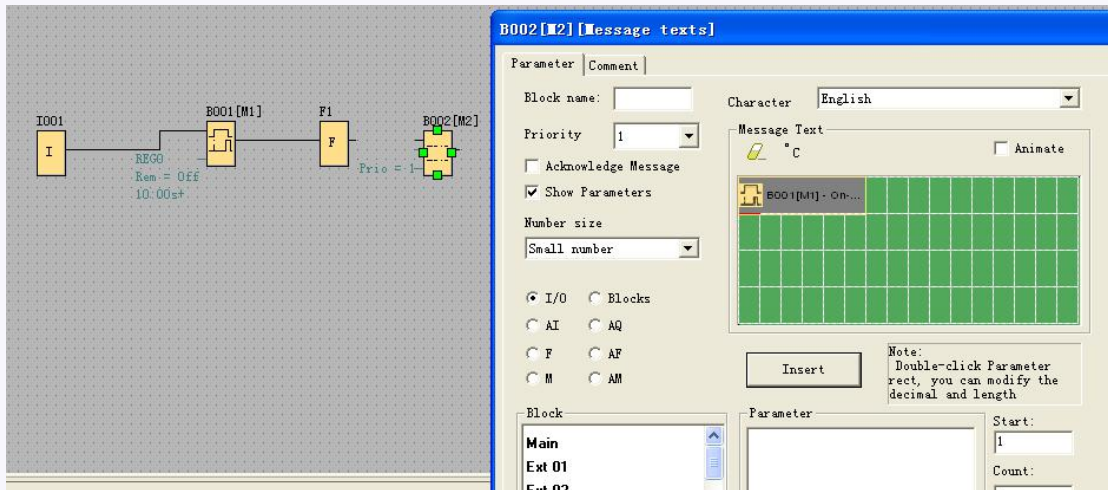 I001
I
B001[M1]
REG0
Rem = Off
10:00s+
F1
F
B002[M2]
Prio = 1
B002[M2][Message texts]
Parameter
Comment
Block name:
Character
English
Priority
1
Acknowledge Message
Show Parameters
Number size
Small number
I/O
Blocks
AI
AQ
F
AF
M
AM
Message Text
°C
Animate
B001[M1] - On-...
Insert
Note:
Double-click Parameter
rect, you can modify the
decimal and length
Block
Main
Ext 01
Ext 02
Parameter
Start:
1
Count: